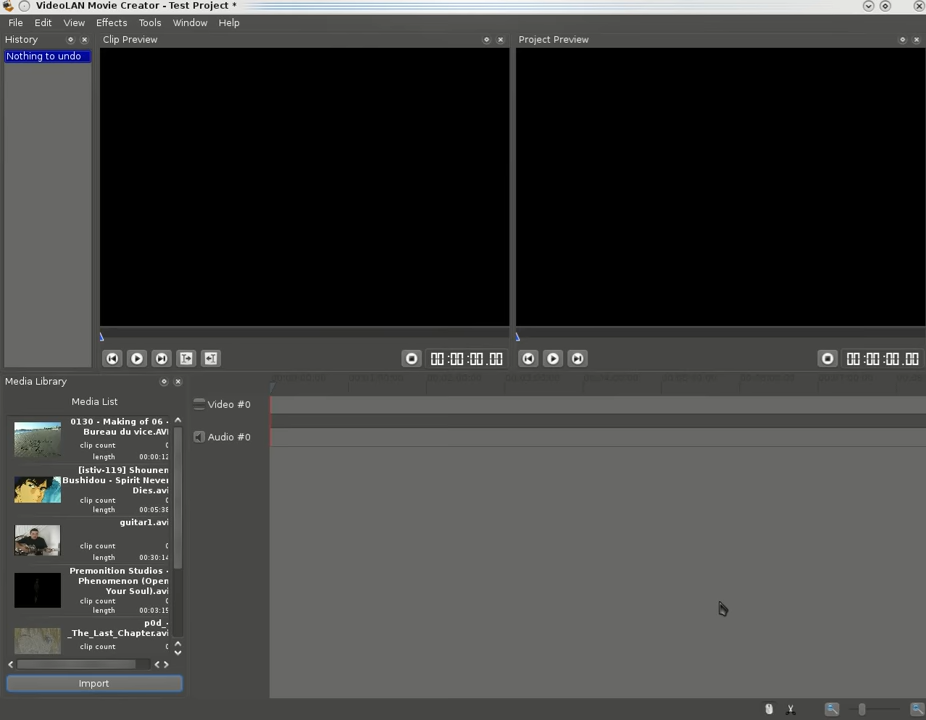 VideoLAN Movie Creator - Test Project *
File Edit View Effects Tools Window Help
History
Clip Preview
Project Preview
Nothing to undo
00:00:00.00
00:00:00.00
Media Library
Media List
0130 - Making of 06 -
Bureau du vice.AVI
clip count
length 00:00:12
[istiv-119] Shounen
Bushidou - Spirit Never
Dies.avi
clip count
length 00:05:38
guitar1.avi
clip count
length 00:30:14
Premonition Studios -
Phenomenon (Open
Your Soul).avi
clip count
length 00:03:15
p0d_-
_The_Last_Chapter.avi
clip count
Import
Video #0
Audio #0